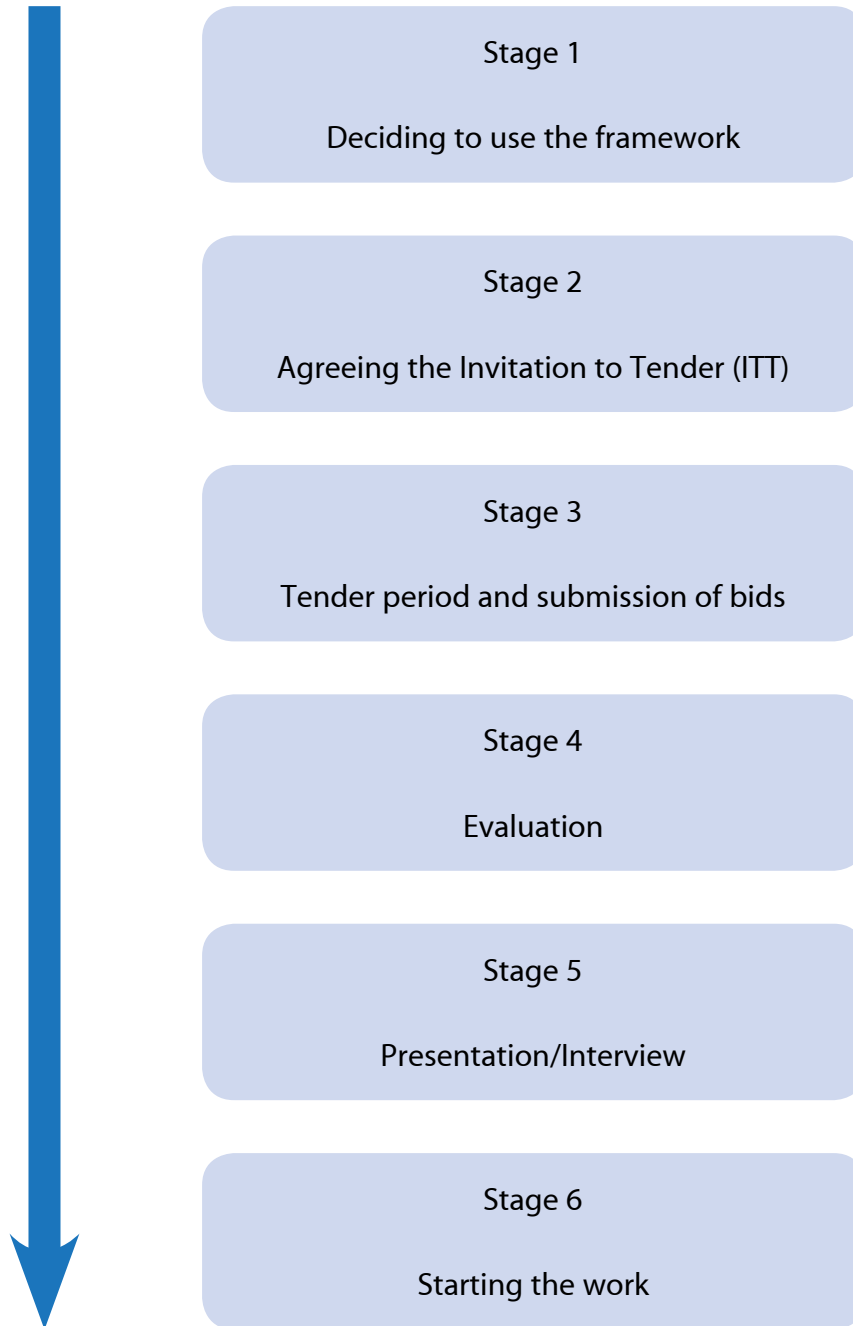 Stage 1
Deciding to use the framework
Stage 2
Agreeing the Invitation to Tender (ITT)
Stage 3
Tender period and submission of bids
Stage 4
Evaluation
Stage 5
Presentation/Interview
Stage 6
Starting the work